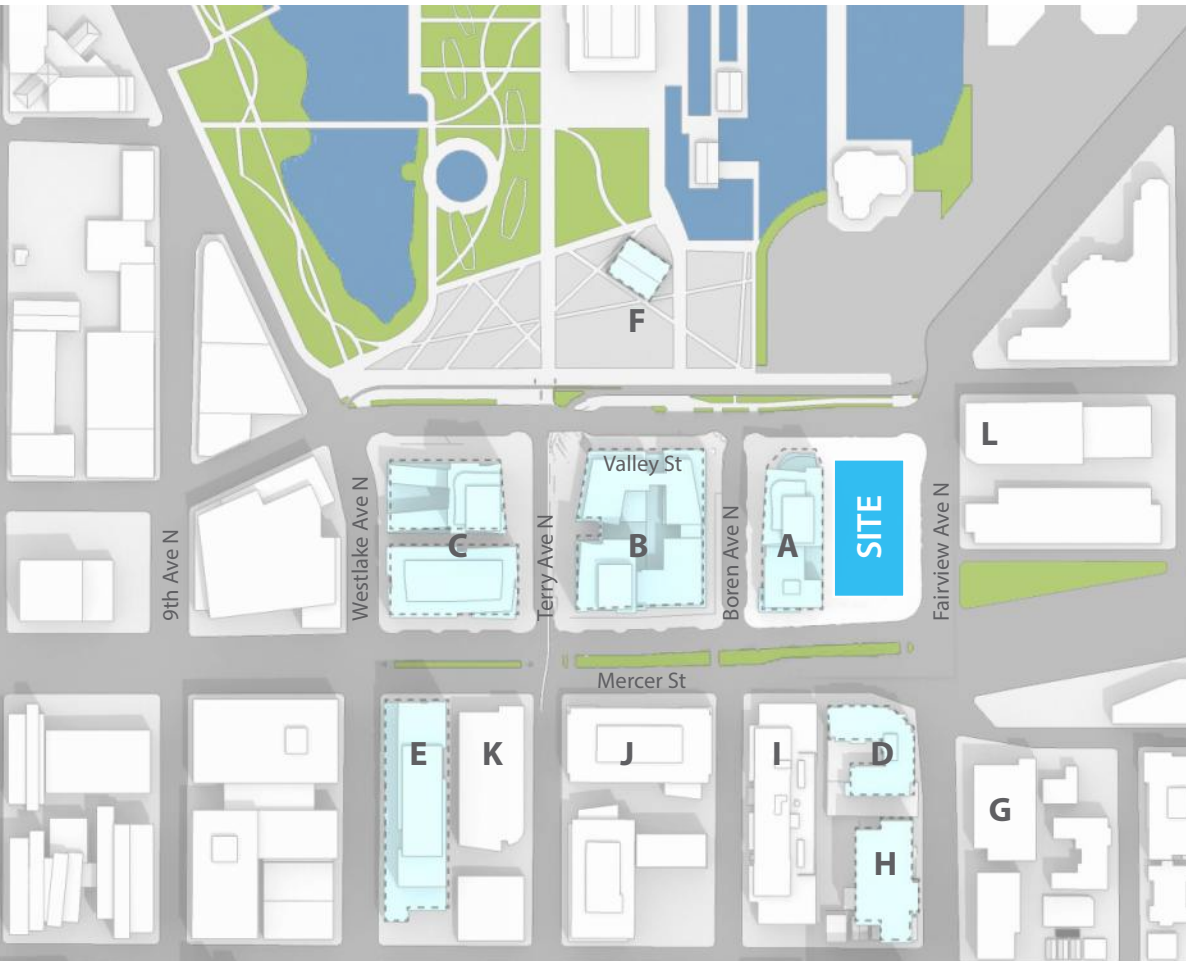 F
L
Valley St
SITE
9th Ave N
Westlake Ave N
C
Terry Ave N
B
Boren Ave N
A
Fairview Ave N
Mercer St
E
K
J
I
D
G
H